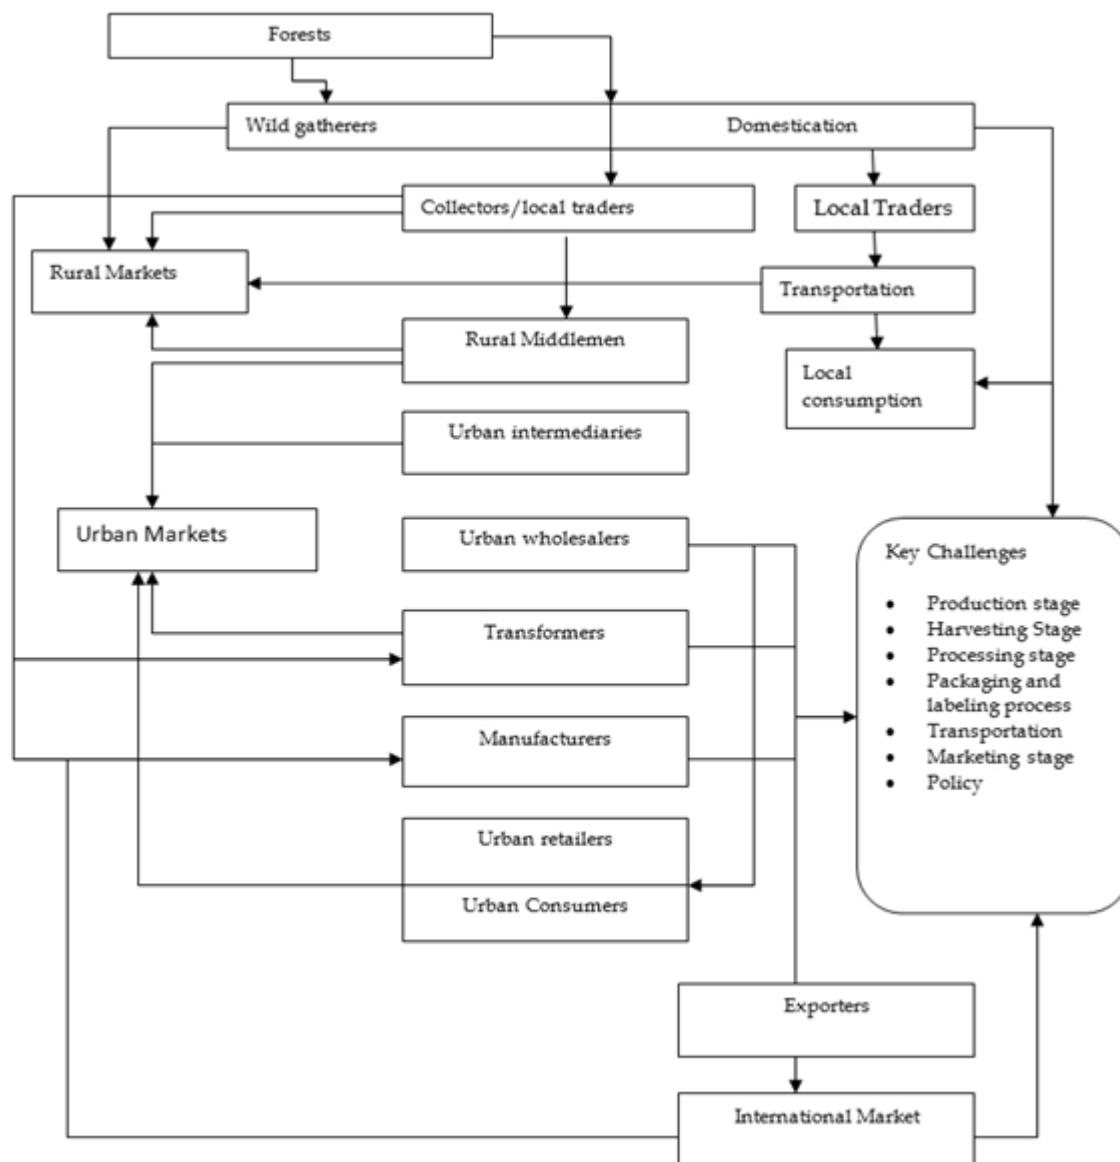 Forests
Wild gatherers
Domestication
Collectors/local traders
Local Traders
Rural Markets
Transportation
Rural Middlemen
Local
consumption
Urban intermediaries
Urban Markets
Urban wholesalers
Key Challenges
• Production stage
• Harvesting Stage
• Processing stage
• Packaging and
labeling process
• Transportation
• Marketing stage
• Policy
Transformers
Manufacturers
Urban retailers
Urban Consumers
Exporters
International Market